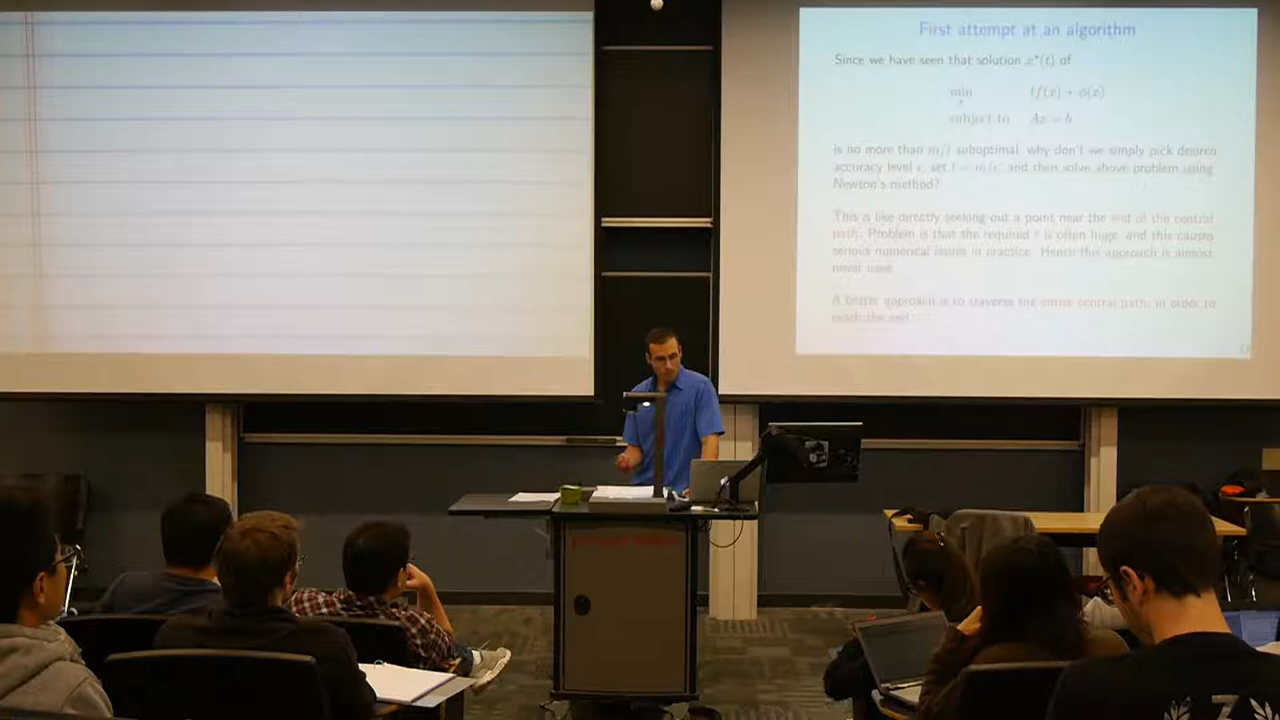 First attempt at an algorithm
Since we have seen that solution x*(t) of
min tf(x) + φ(x)
x
subject to Ax = b
is no more than m/t suboptimal, why don't we simply pick desired
accuracy level ε, set t = m/ε, and then solve above problem using
Newton's method?
This is like directly seeking out a point near the end of the central
path. Problem is that the required t is often huge, and this causes
serious numerical issues in practice. Hence this approach is almost
never used
A better approach is to traverse the entire central path, in order to
reach the end